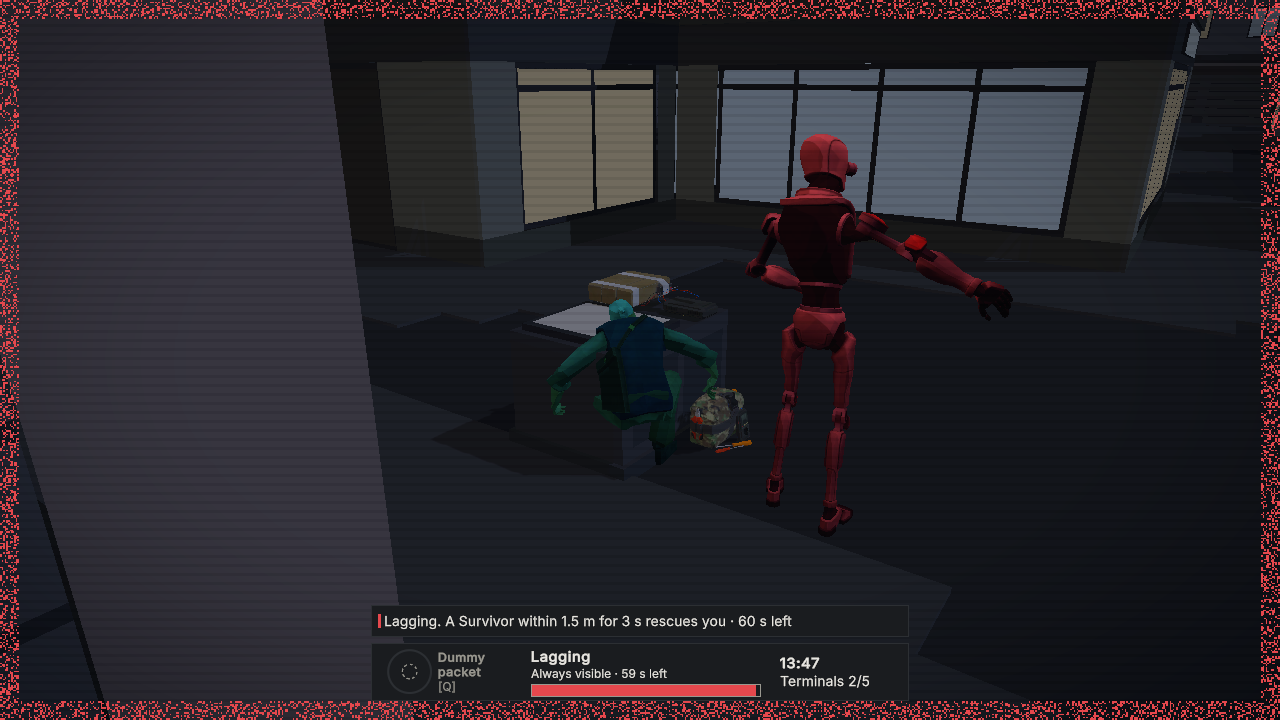 Lagging. A Survivor within 1.5 m for 3 s rescues you · 60 s left
Dummy
packet
[Q]
Lagging
Always visible · 59 s left
13:47
Terminals 2/5